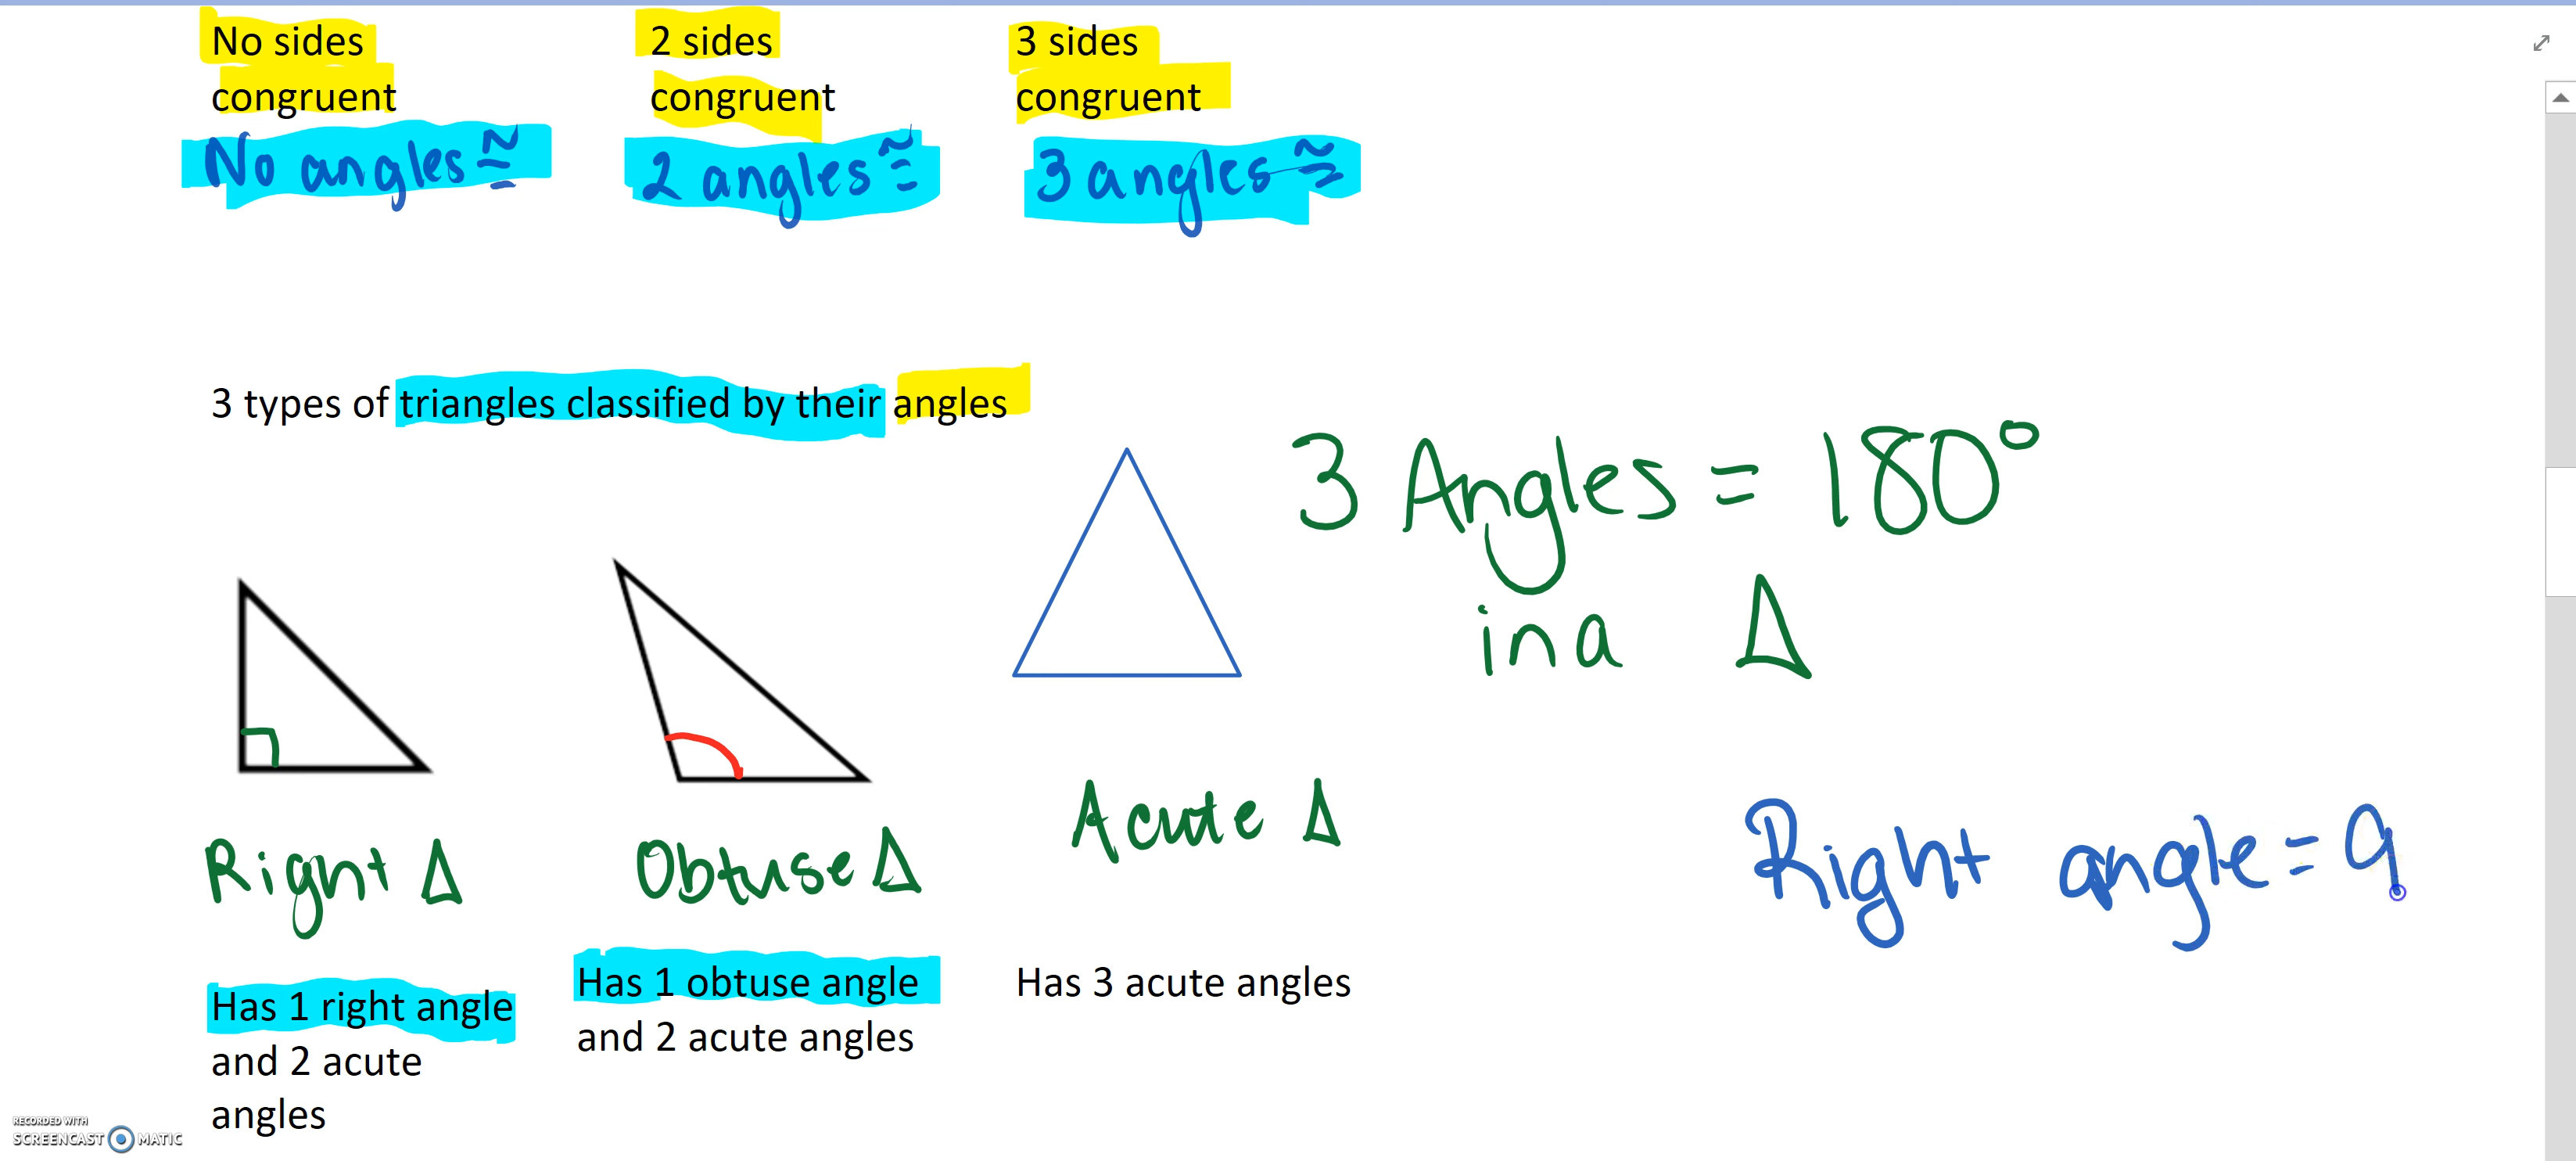 No sides
congruent
No angles ≅
2 sides
congruent
2 angles ≅
3 sides
congruent
3 angles ≅
3 types of triangles classified by their angles
3 Angles = 180°
in a Δ
Right Δ
Has 1 right angle
and 2 acute
angles
Obtuse Δ
Has 1 obtuse angle
and 2 acute angles
Acute Δ
Has 3 acute angles
Right angle = 9
RECORDED WITH
SCREENCAST MATIC